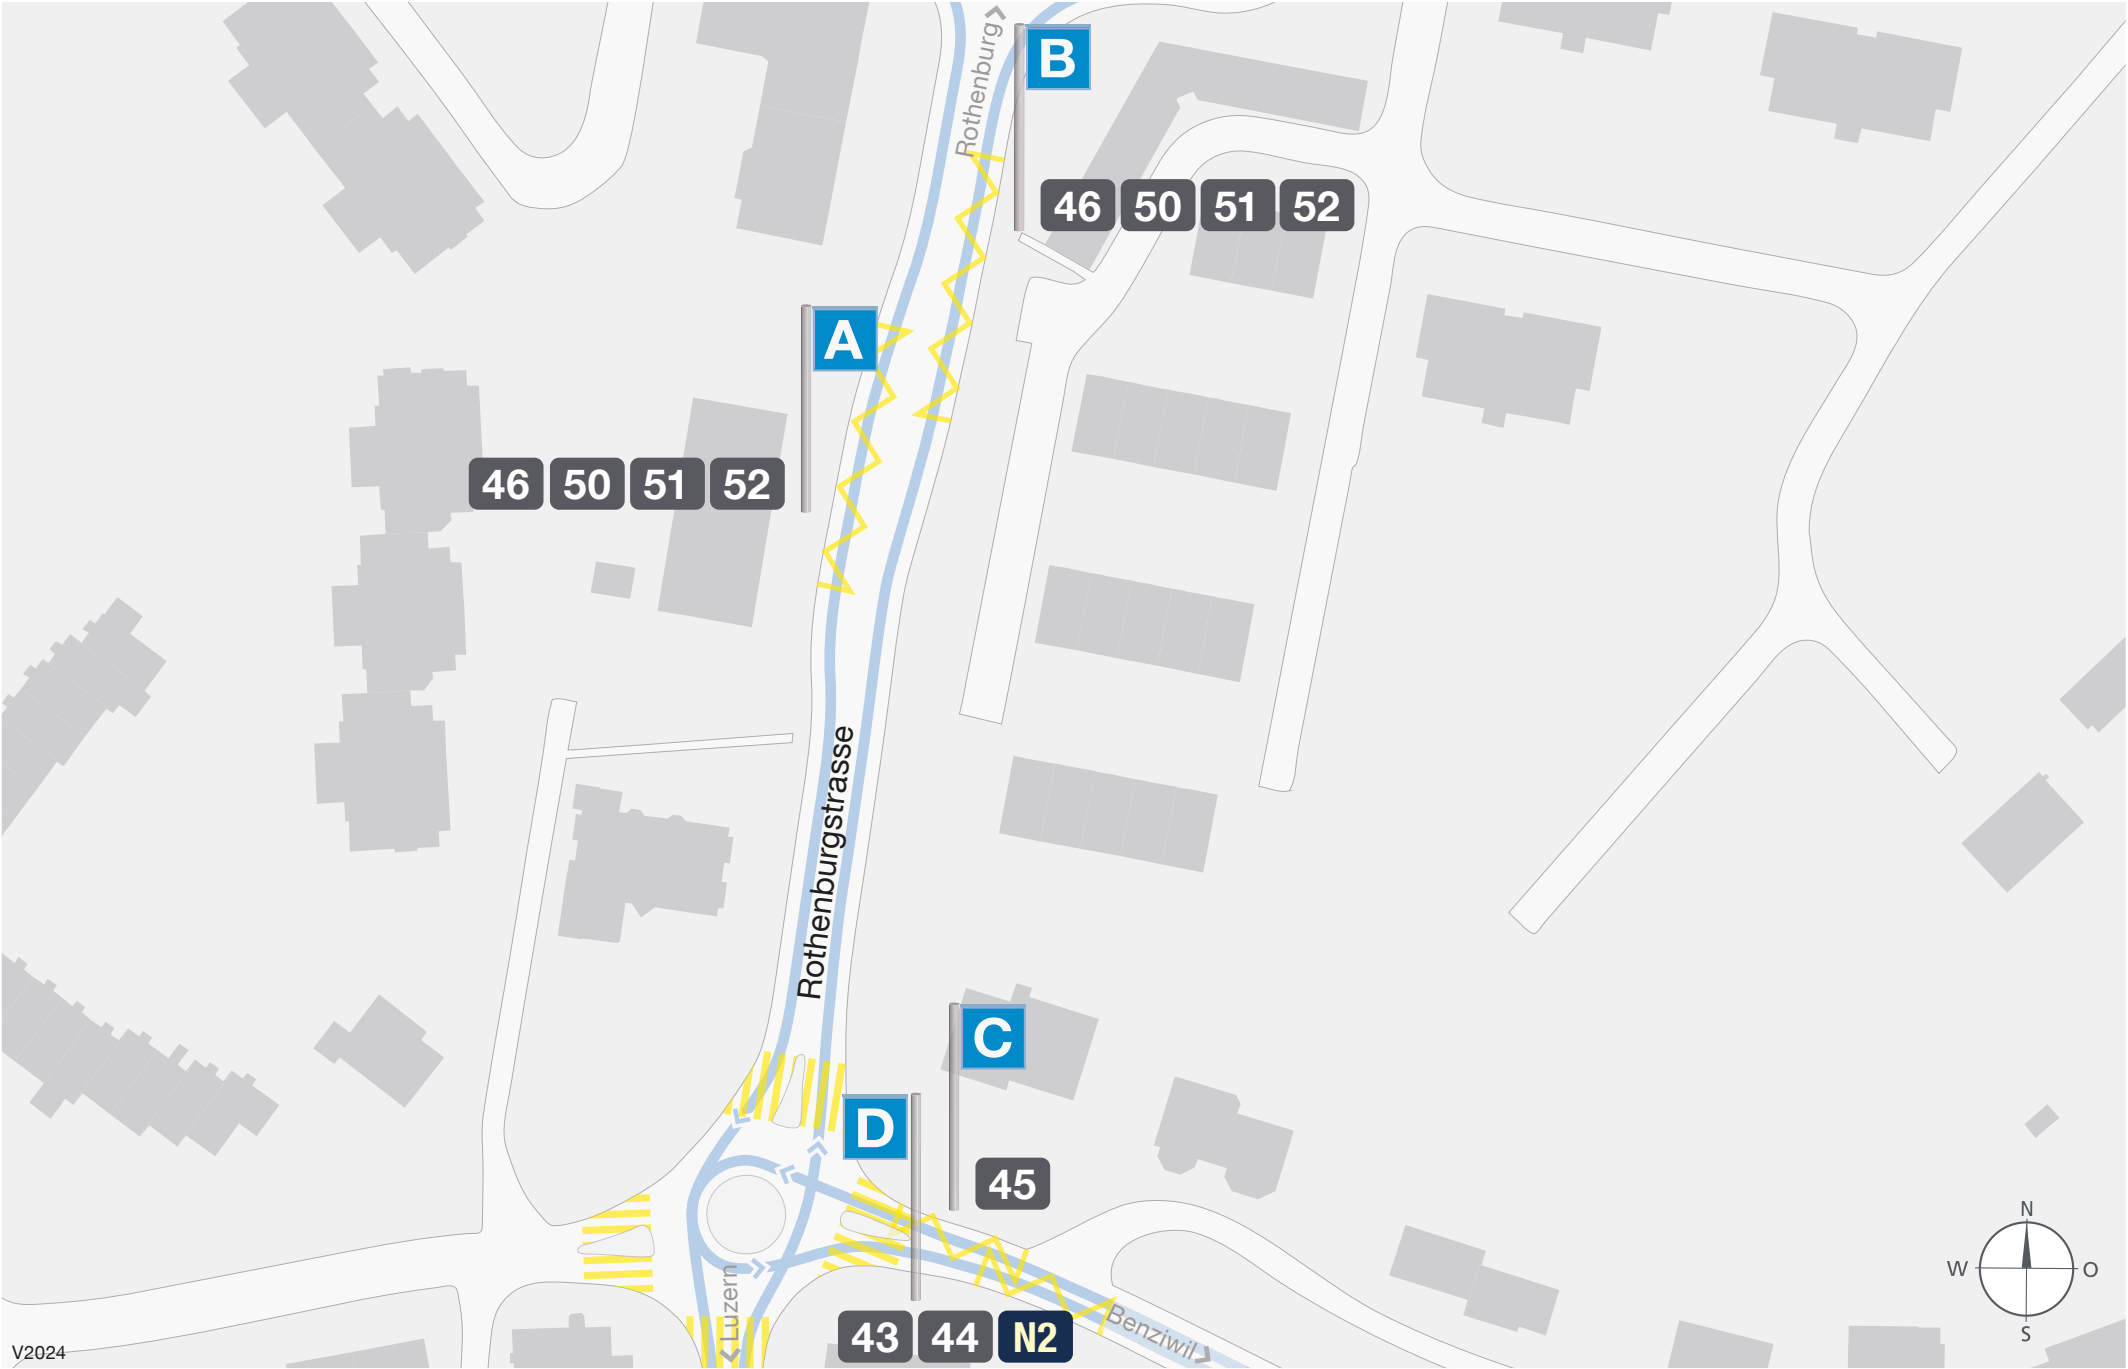 Rothenburg
B
46 50 51 52
A
46 50 51 52
Rothenburgstrasse
C
D
45
Luzern
43 44 N2
Benziwil
N
W O
S
V2024